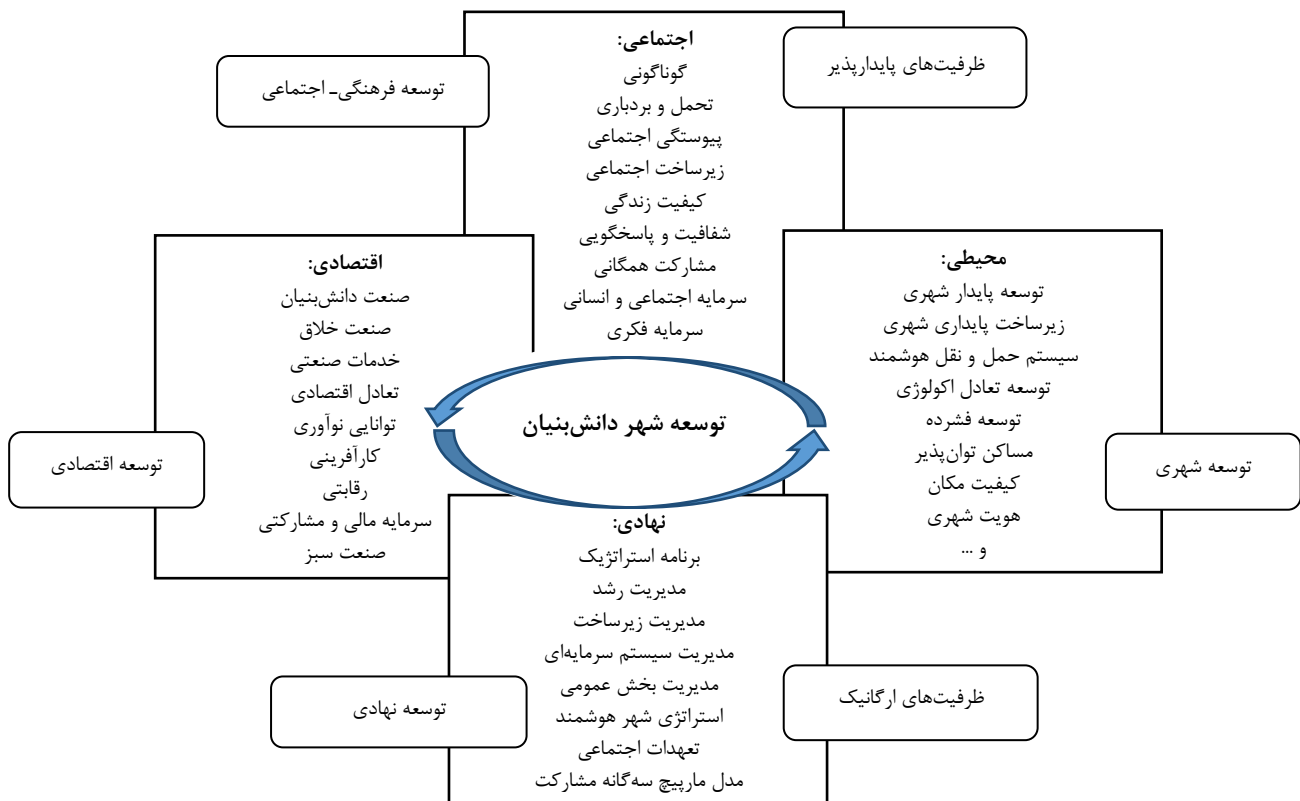 اجتماعی:
گوناگونی
تحمل و بردباری
پیوستگی اجتماعی
زیرساخت اجتماعی
کیفیت زندگی
شفافیت و پاسخگویی
مشارکت همگانی
سرمایه اجتماعی و انسانی
سرمایه فکری
ظرفیت‌های پایدارپذیر
توسعه فرهنگی‌ـ اجتماعی
محیطی:
توسعه پایدار شهری
زیرساخت پایداری شهری
سیستم حمل و نقل هوشمند
توسعه تعادل اکولوژی
توسعه فشرده
مساکن توان‌پذیر
کیفیت مکان
هویت شهری
و ...
توسعه شهری
توسعه شهر دانش‌بنیان
اقتصادی:
صنعت دانش‌بنیان
صنعت خلاق
خدمات صنعتی
تعادل اقتصادی
توانایی نوآوری
کارآفرینی
رقابتی
سرمایه مالی و مشارکتی
صنعت سبز
توسعه اقتصادی
نهادی:
برنامه استراتژیک
مدیریت رشد
مدیریت زیرساخت
مدیریت سیستم سرمایه‌ای
مدیریت بخش عمومی
استراتژی شهر هوشمند
تعهدات اجتماعی
مدل مارپیچ سه‌گانه مشارکت
ظرفیت‌های ارگانیک
توسعه نهادی